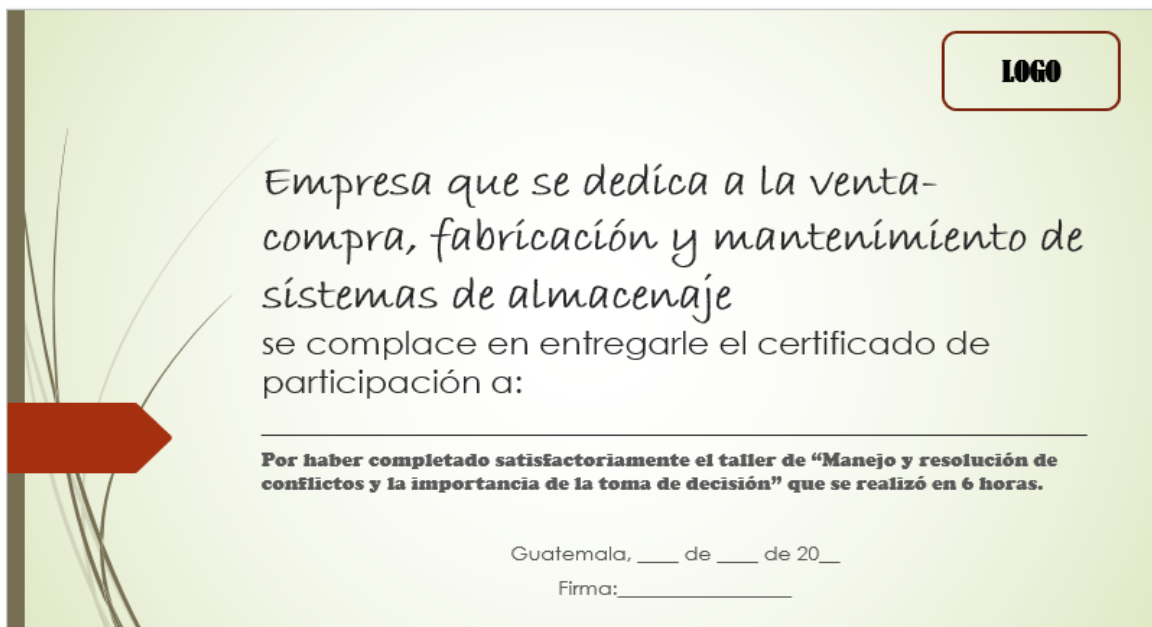 LOGO
Empresa que se dedica a la venta-
compra, fabricación y mantenimiento de
sistemas de almacenaje
se complace en entregarle el certificado de
participación a:
Por haber completado satisfactoriamente el taller de “Manejo y resolución de
conflictos y la importancia de la toma de decisión” que se realizó en 6 horas.
Guatemala, ____ de ____ de 20__
Firma:_________________